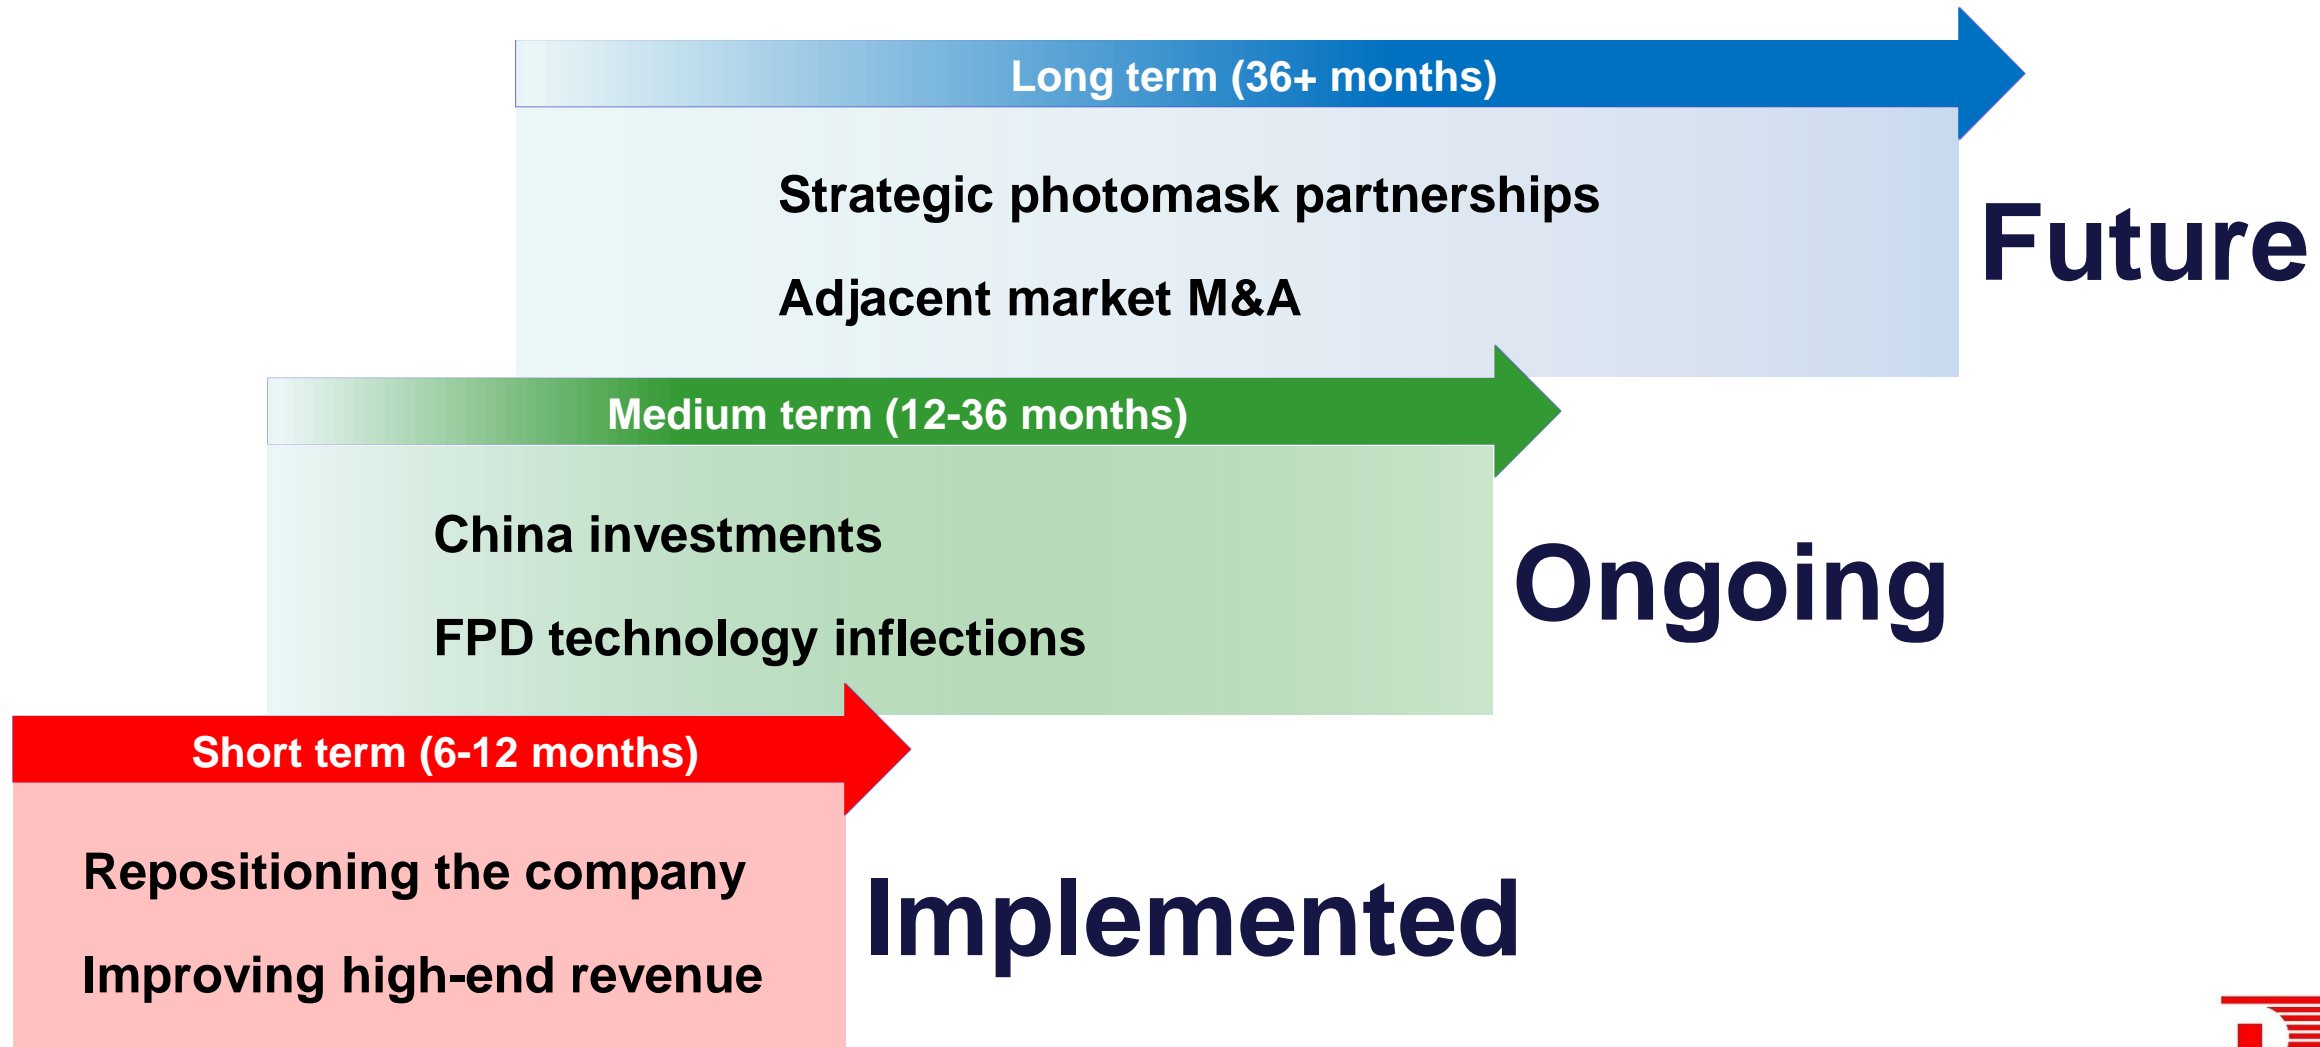 Long term (36+ months)
Strategic photomask partnerships
Adjacent market M&A
Future
Medium term (12-36 months)
China investments
FPD technology inflections
Ongoing
Short term (6-12 months)
Repositioning the company
Improving high-end revenue
Implemented